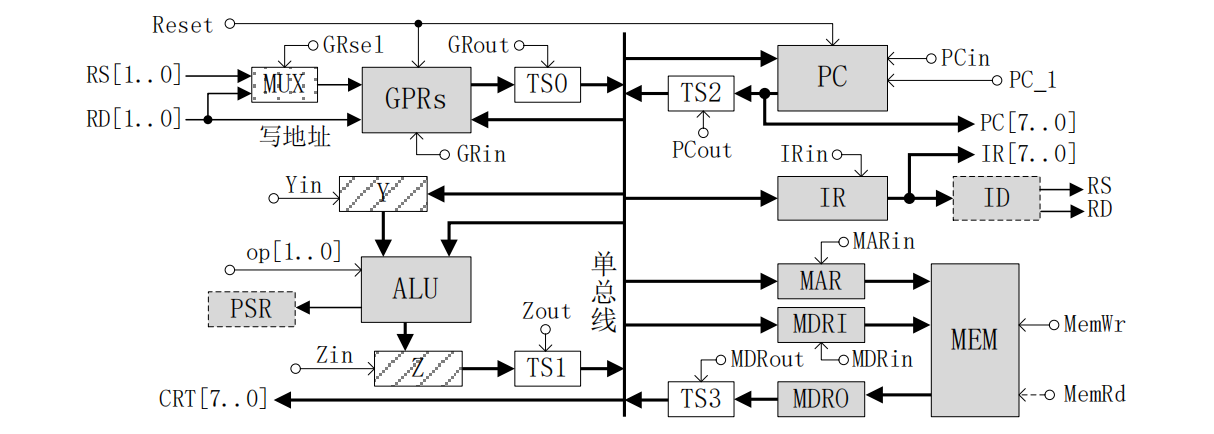 Reset
GRsel
GRout
PCin
RS[1..0]
MUX
GPRs
TS0
TS2
PC
PC_1
RD[1..0]
写地址
GRin
PCout
PC[7..0]
IRin
IR[7..0]
Yin
Y
IR
ID
RS
RD
op[1..0]
ALU
PSR
单总线
MARin
MAR
MDRI
MEM
MemWr
Zout
Zin
Z
TS1
MDRout
MDRin
CRT[7..0]
TS3
MDRO
MemRd